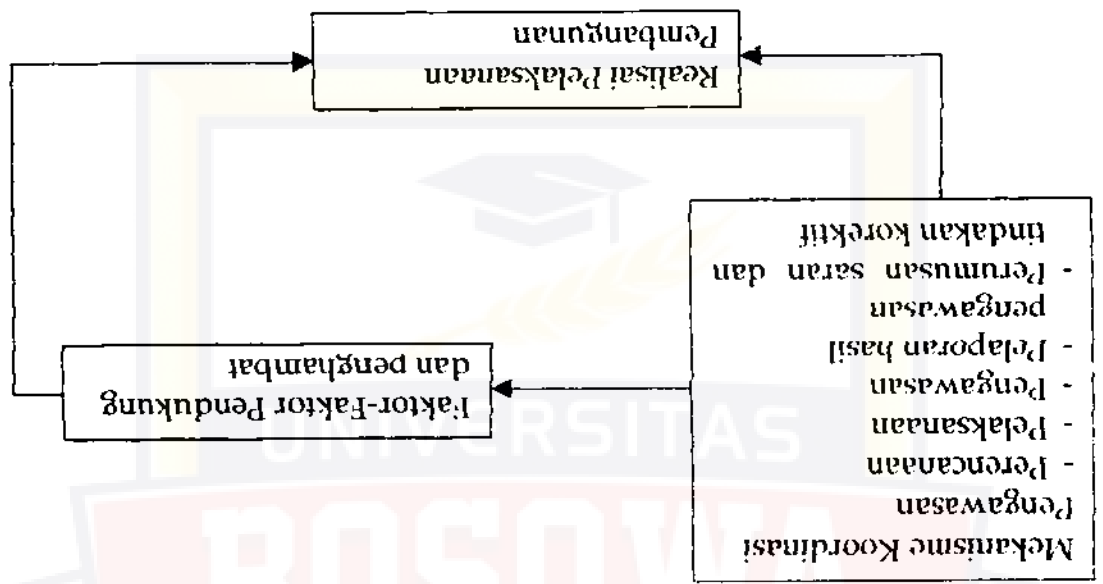 Mekanisme Koordinasi
Pengawasan
- Perencanaan
- Pelaksanaan
- Pengawasan
- Pelaporan hasil
pengawasan
- Perumusan saran dan
tindakan korektif
Faktor-Faktor Pendukung
dan penghambat
Realisai Pelaksanaan
Pembangunan
UNIVERSITAS
BOSOWA